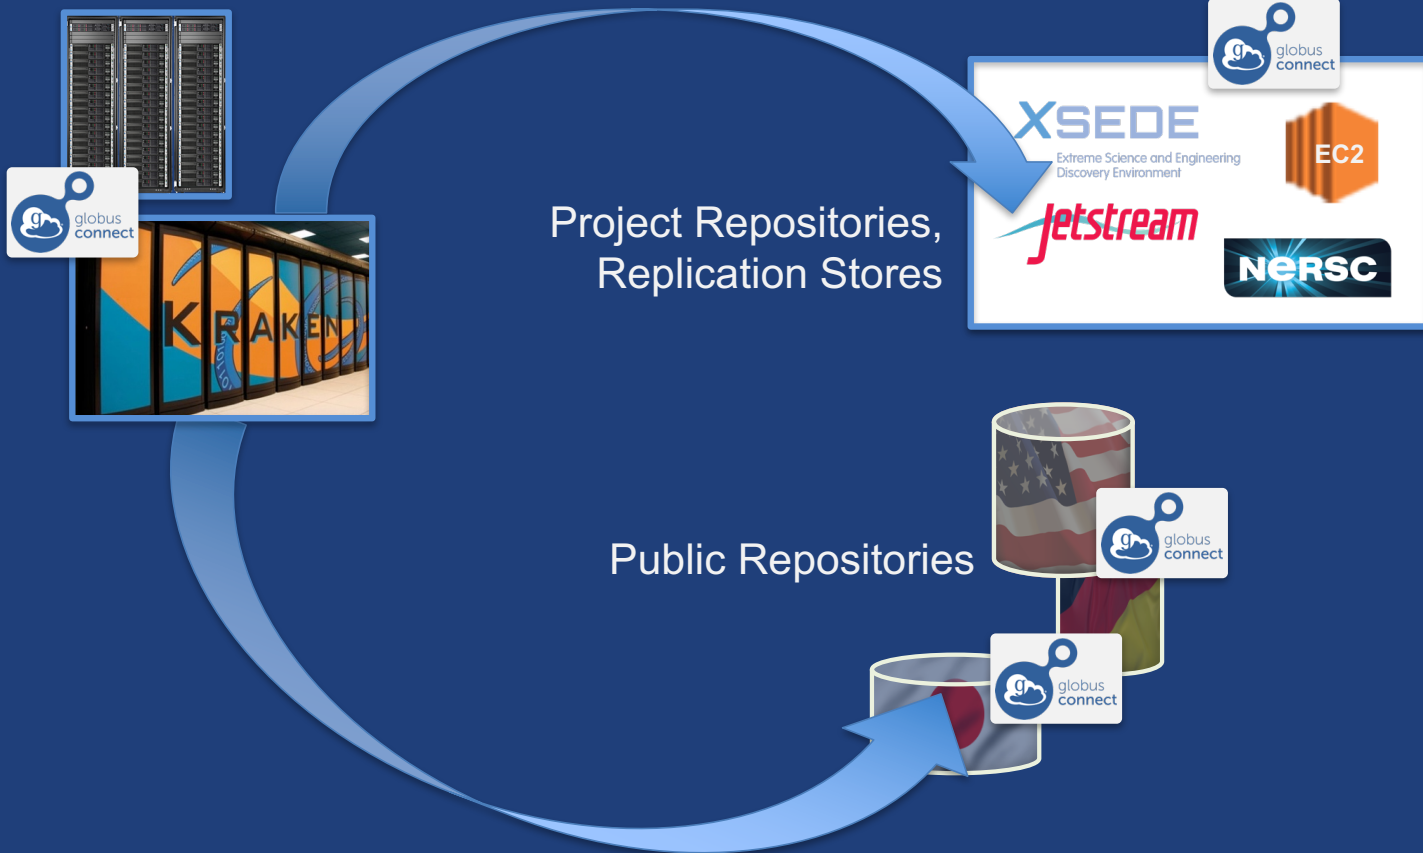 globus
connect
XSEDE
Extreme Science and Engineering
Discovery Environment
EC2
globus
connect
Jetstream
Project Repositories,
Replication Stores
NERSC
KRAKEN
Public Repositories
globus
connect
globus
connect